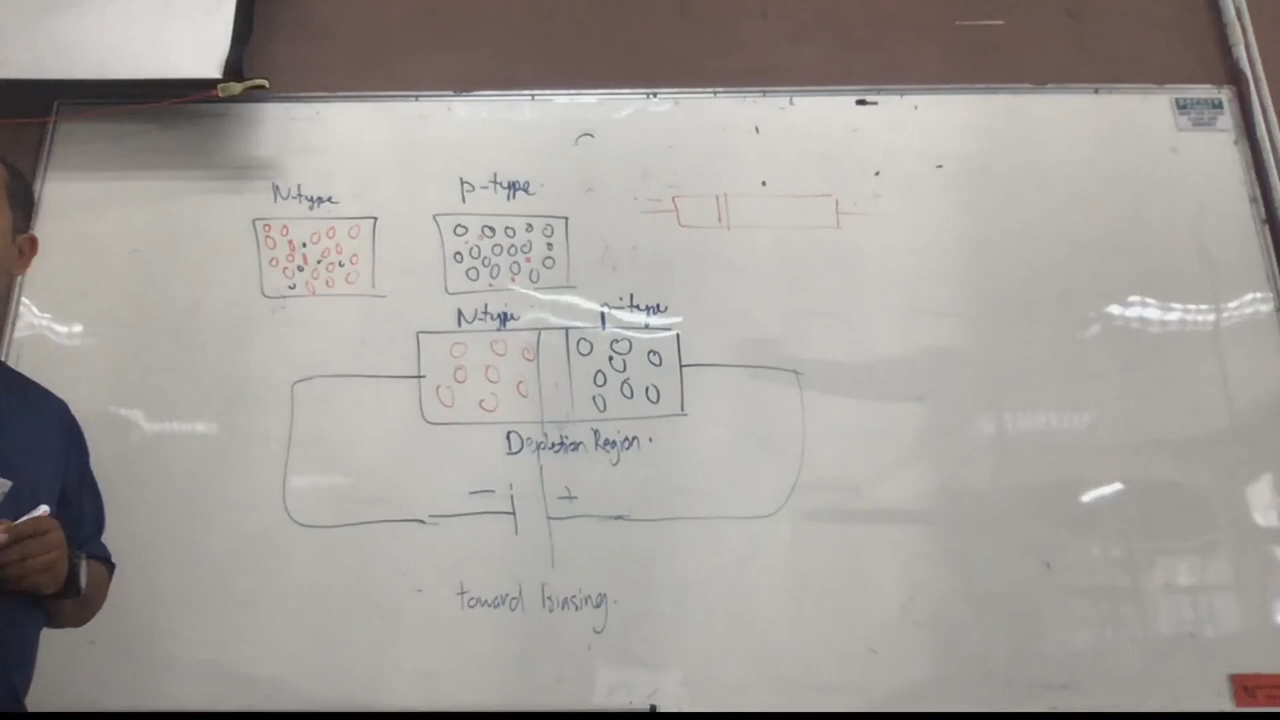 N-type
p-type.
N-type
p-type
Depletion Region.
− +
toward biasing.